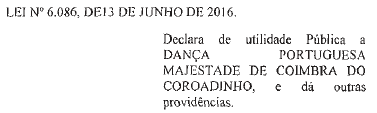 LEI Nº 6.086, DE13 DE JUNHO DE 2016.
Declara de utilidade Pública a
DANÇA PORTUGUESA
MAJESTADE DE COIMBRA DO
COROADINHO, e dá outras
providências.